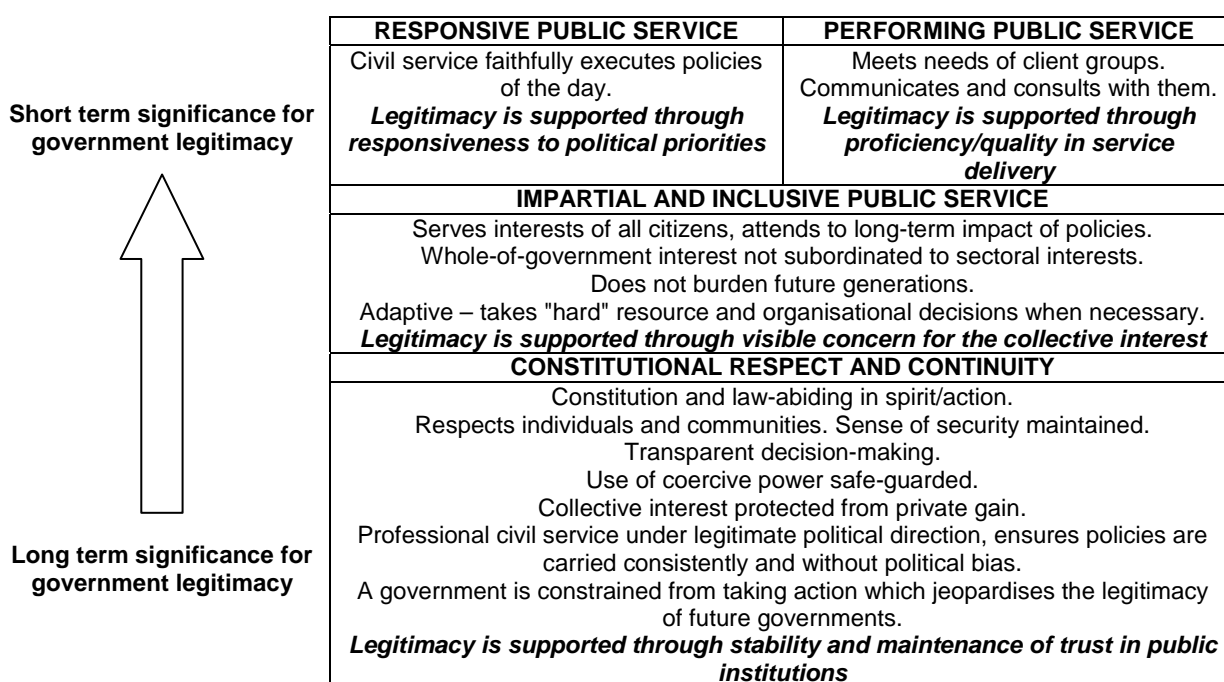 RESPONSIVE PUBLIC SERVICE
Civil service faithfully executes policies
of the day.
Legitimacy is supported through
responsiveness to political priorities
PERFORMING PUBLIC SERVICE
Meets needs of client groups.
Communicates and consults with them.
Legitimacy is supported through
proficiency/quality in service
delivery
Short term significance for
government legitimacy
IMPARTIAL AND INCLUSIVE PUBLIC SERVICE
Serves interests of all citizens, attends to long-term impact of policies.
Whole-of-government interest not subordinated to sectoral interests.
Does not burden future generations.
Adaptive – takes "hard" resource and organisational decisions when necessary.
Legitimacy is supported through visible concern for the collective interest
CONSTITUTIONAL RESPECT AND CONTINUITY
Constitution and law-abiding in spirit/action.
Respects individuals and communities. Sense of security maintained.
Transparent decision-making.
Use of coercive power safe-guarded.
Collective interest protected from private gain.
Professional civil service under legitimate political direction, ensures policies are
carried consistently and without political bias.
A government is constrained from taking action which jeopardises the legitimacy
of future governments.
Legitimacy is supported through stability and maintenance of trust in public
institutions
Long term significance for
government legitimacy